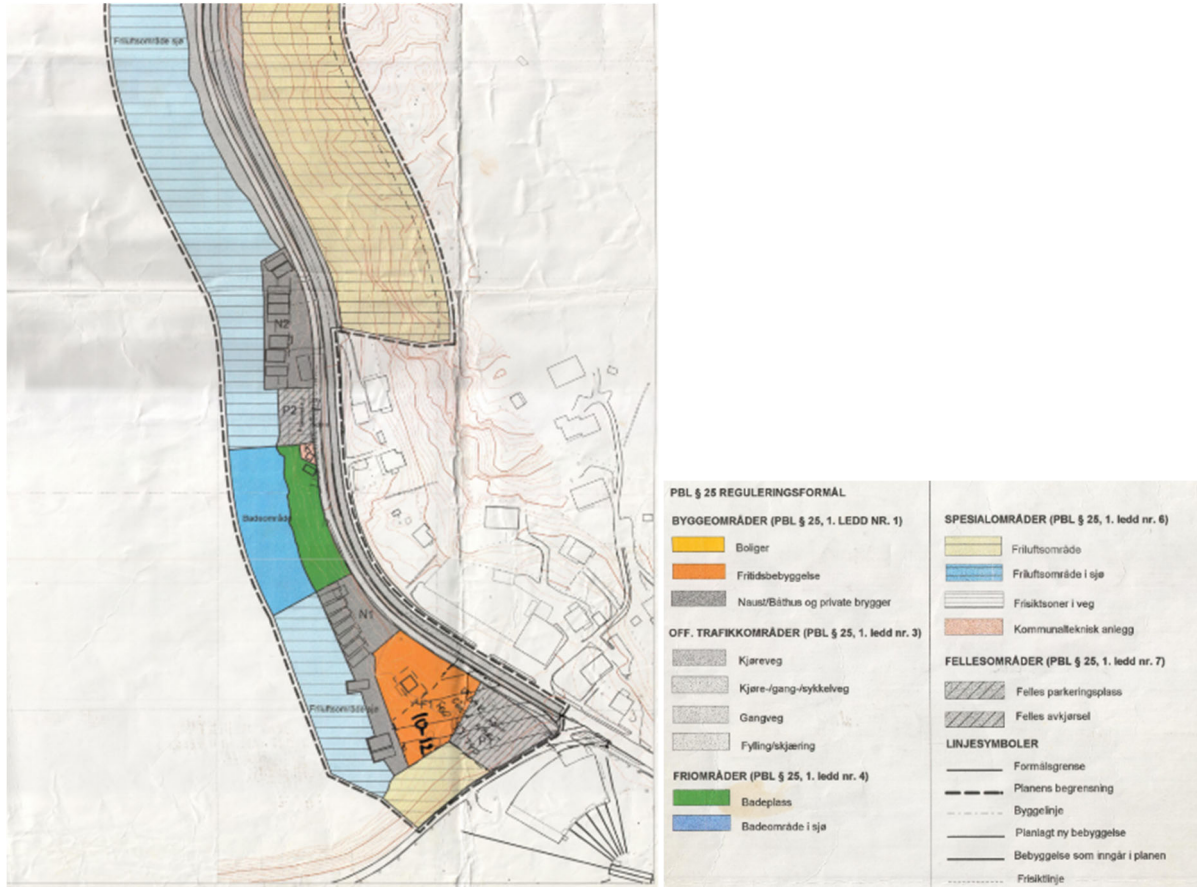 Friluftsområde sjø
N2
P2
Badeområde
N1
10-12
Friluftsområde sjø
PBL § 25 REGULERINGSFORMÅL
BYGGEOMRÅDER (PBL § 25, 1. LEDD NR. 1)
Boliger
Fritidsbebyggelse
Naust/Båthus og private brygger
OFF. TRAFIKKOMRÅDER (PBL § 25, 1. ledd nr. 3)
Kjøreveg
Kjøre-/gang-/sykkelveg
Gangveg
Fylling/skjæring
FRIOMRÅDER (PBL § 25, 1. ledd nr. 4)
Badeplass
Badeområde i sjø
SPESIALOMRÅDER (PBL § 25, 1. ledd nr. 6)
Friluftsområde
Friluftsområde i sjø
Frisiktsoner i veg
Kommunalteknisk anlegg
FELLESOMRÅDER (PBL § 25, 1. ledd nr. 7)
Felles parkeringsplass
Felles avkjørsel
LINJESYMBOLER
Formålsgrense
Planens begrensning
Byggelinje
Planlagt ny bebyggelse
Bebyggelse som inngår i planen
Frisiktlinje